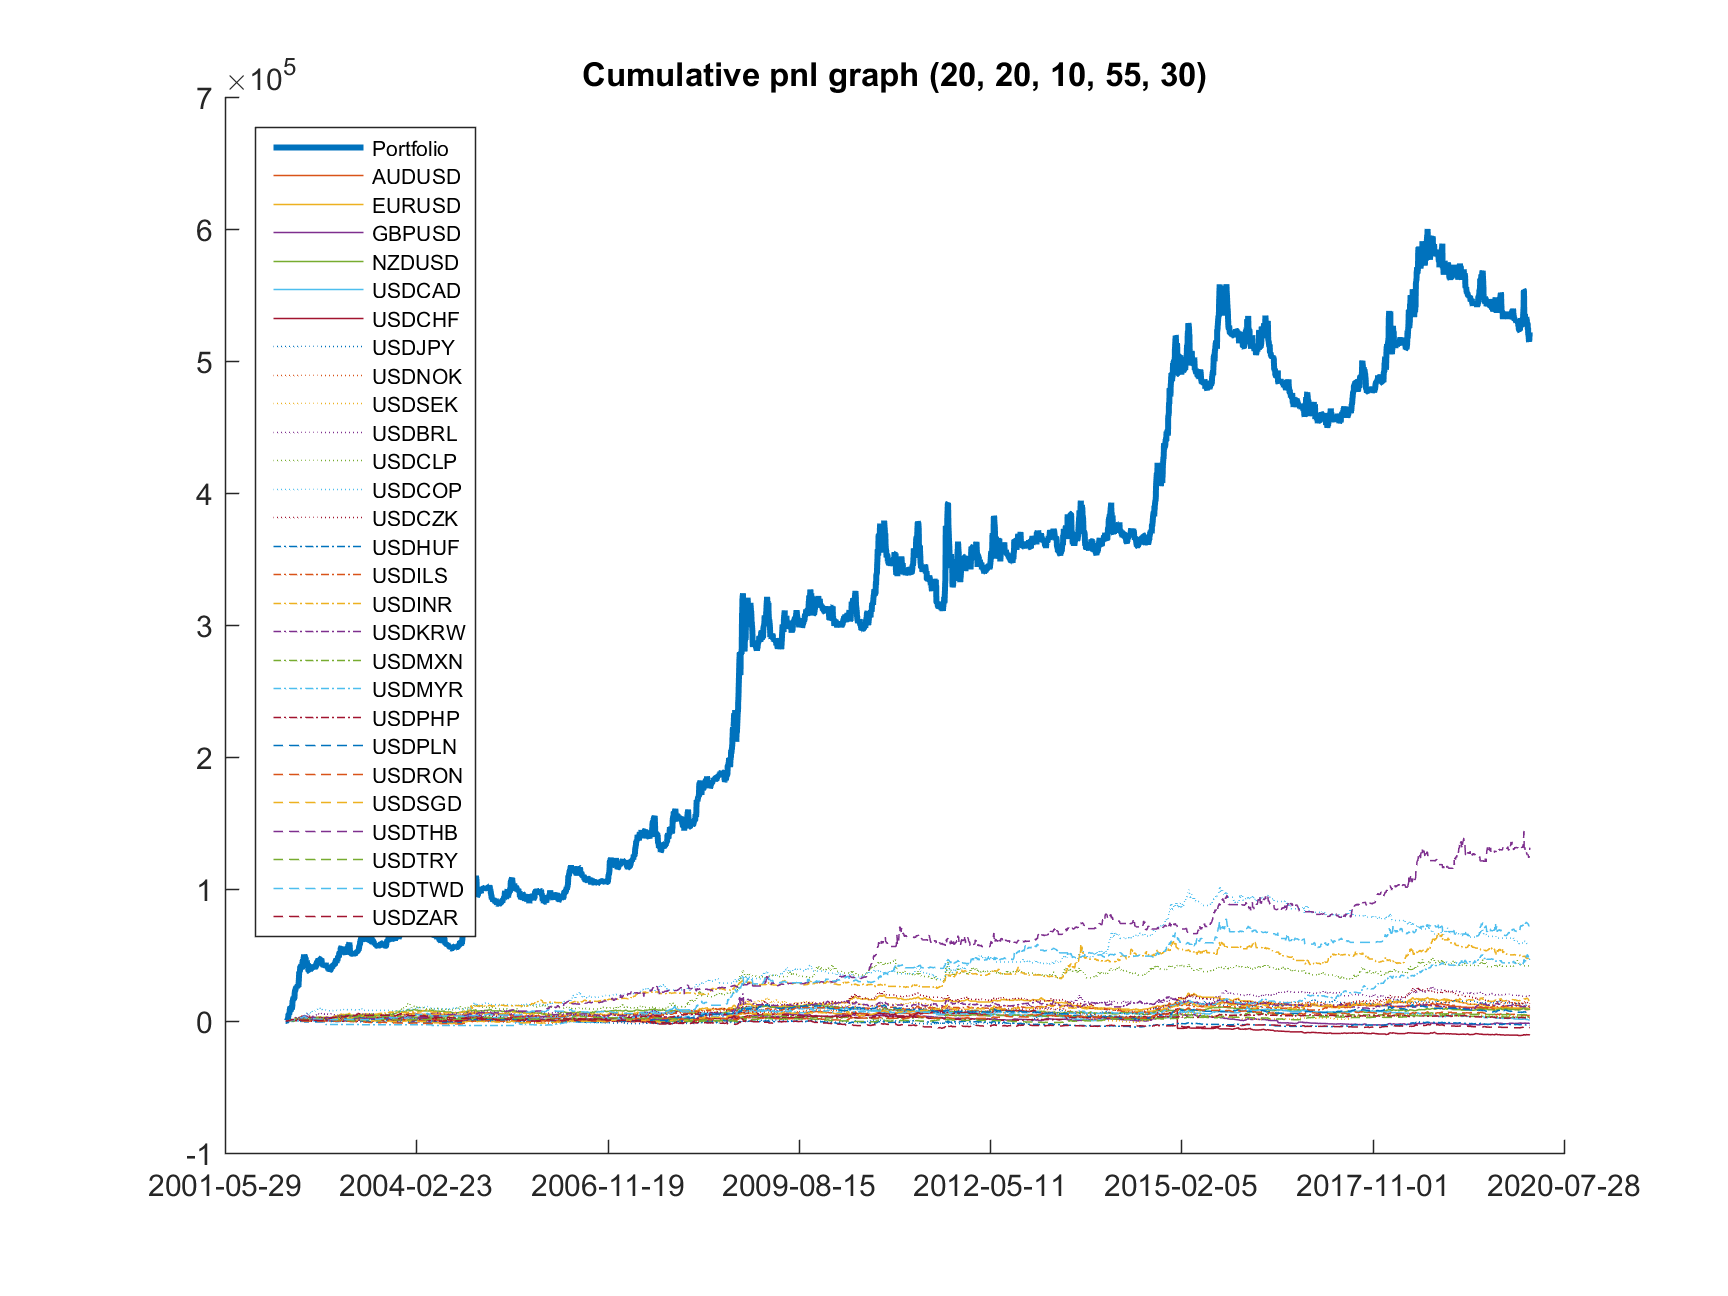 Cumulative pnl graph (20, 20, 10, 55, 30)
×10^5
7
6
5
4
3
2
1
0
-1
Portfolio
AUDUSD
EURUSD
GBPUSD
NZDUSD
USDCAD
USDCHF
USDJPY
USDNOK
USDSEK
USDBRL
USDCLP
USDCOP
USDCZK
USDHUF
USDILS
USDINR
USDKRW
USDMXN
USDMYR
USDPHP
USDPLN
USDRON
USDSGD
USDTHB
USDTRY
USDTWD
USDZAR
2001-05-29 2004-02-23 2006-11-19 2009-08-15 2012-05-11 2015-02-05 2017-11-01 2020-07-28